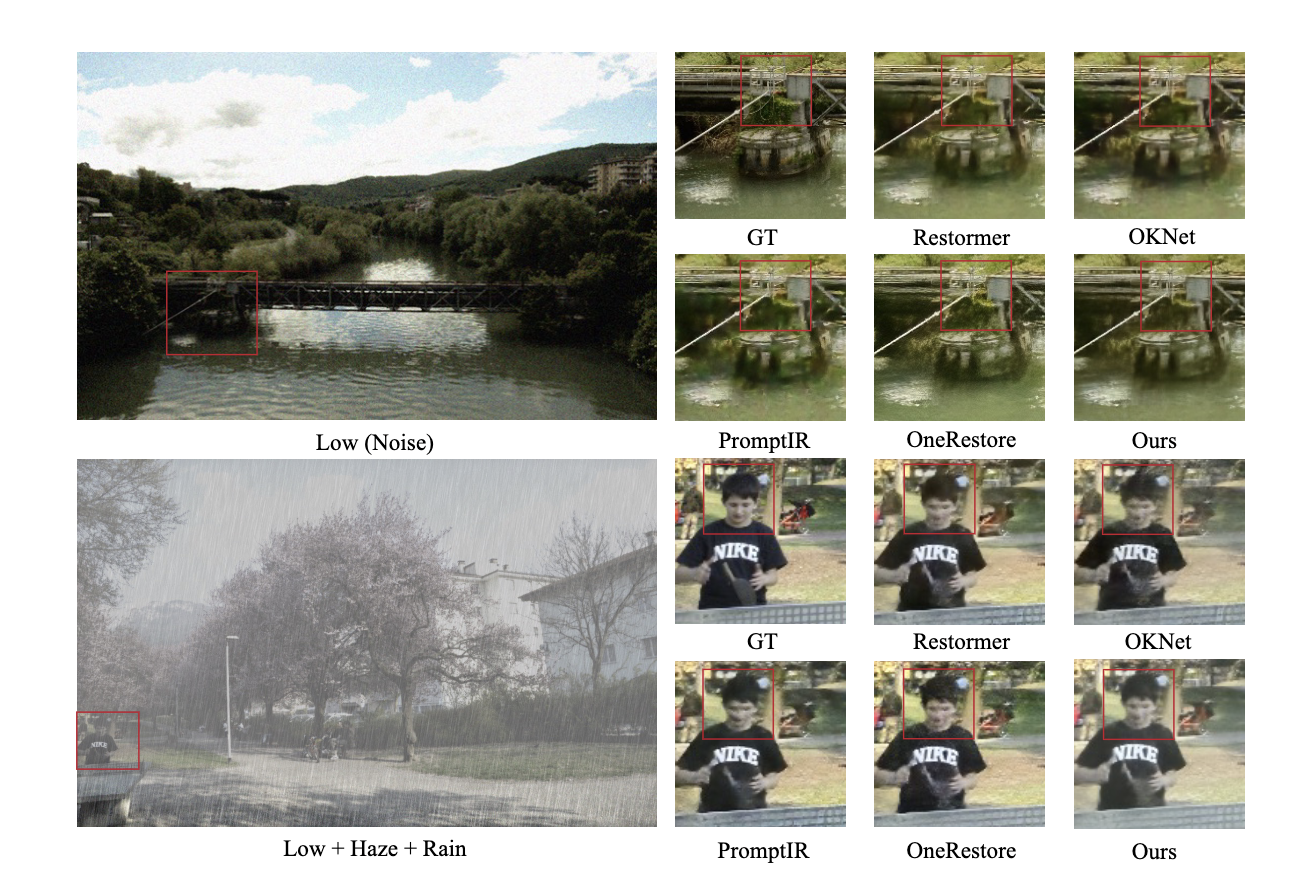 GT Restormer OKNet
Low (Noise) PromptIR OneRestore Ours
NIKE NIKE NIKE
GT Restormer OKNet
NIKE
NIKE NIKE NIKE
Low + Haze + Rain PromptIR OneRestore Ours